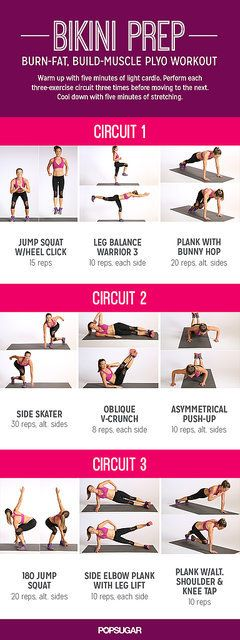 BIKINI PREP
BURN-FAT, BUILD-MUSCLE PLYO WORKOUT
Warm up with five minutes of light cardio. Perform each
three-exercise circuit three times before moving to the next.
Cool down with five minutes of stretching.
CIRCUIT 1
JUMP SQUAT
W/HEEL CLICK
15 reps
LEG BALANCE
WARRIOR 3
10 reps, each side
PLANK WITH
BUNNY HOP
20 reps, alt. sides
CIRCUIT 2
SIDE SKATER
30 reps, alt. sides
OBLIQUE
V-CRUNCH
8 reps, each side
ASYMMETRICAL
PUSH-UP
10 reps, alt. sides
CIRCUIT 3
180 JUMP
SQUAT
20 reps, alt. sides
SIDE ELBOW PLANK
WITH LEG LIFT
10 reps, each side
PLANK W/ALT.
SHOULDER &
KNEE TAP
10 reps
POPSUGAR